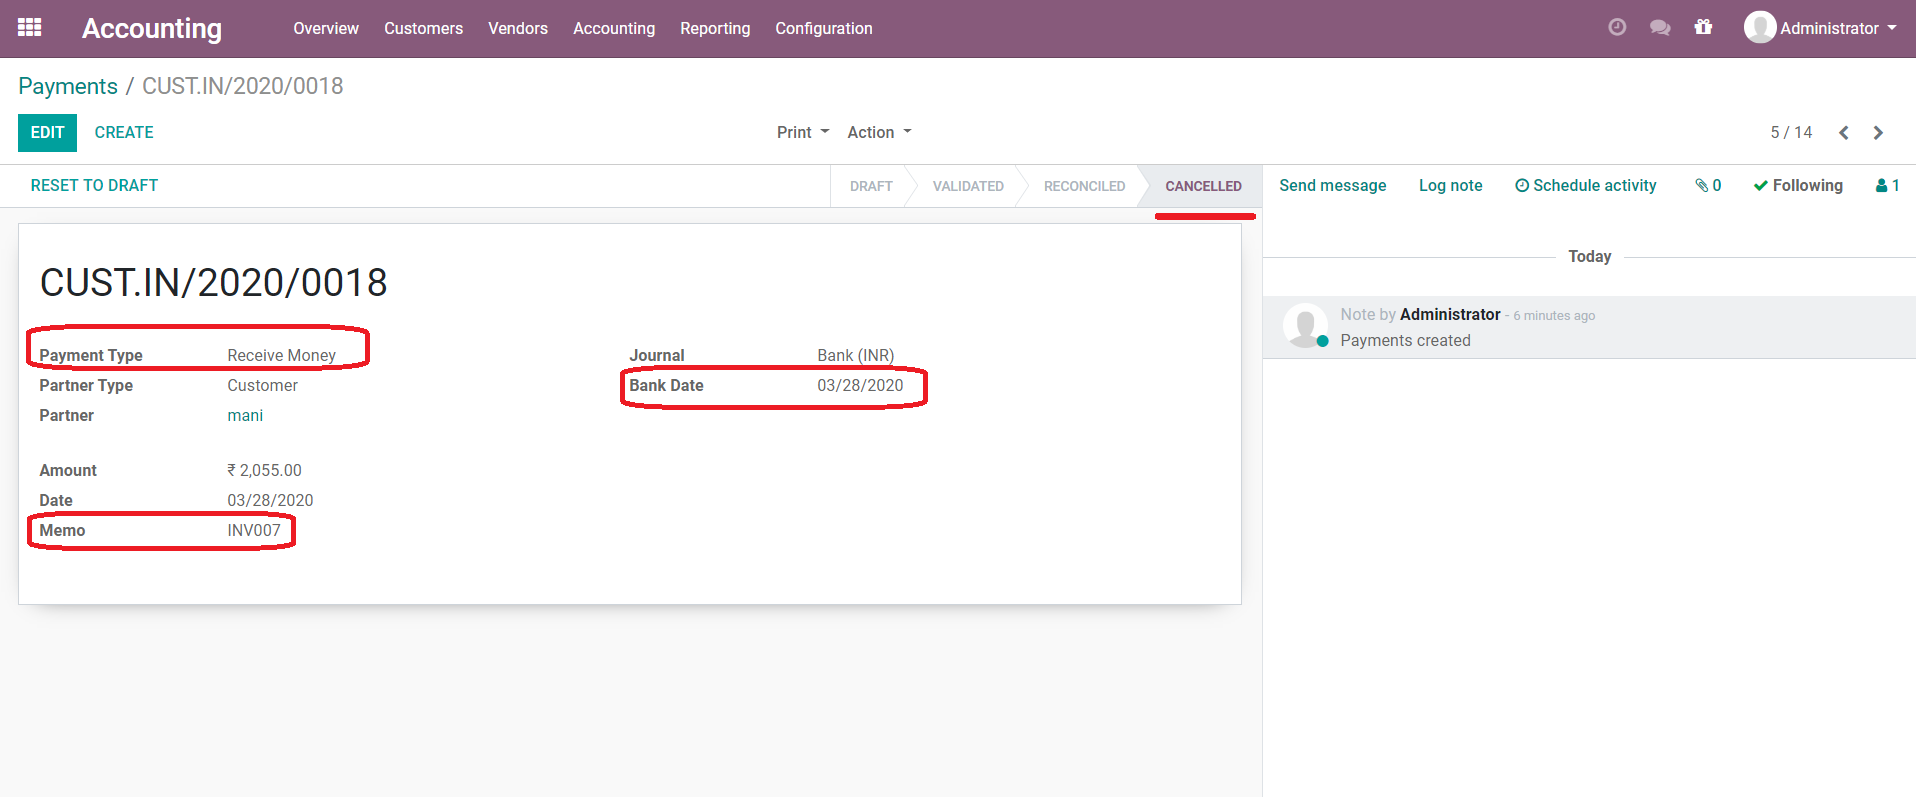 Accounting Overview Customers Vendors Accounting Reporting Configuration Administrator
Payments / CUST.IN/2020/0018
EDIT CREATE Print Action 5 / 14
RESET TO DRAFT DRAFT VALIDATED RECONCILED CANCELLED Send message Log note Schedule activity 0 Following 1
Today
CUST.IN/2020/0018
Note by Administrator - 6 minutes ago
Payments created
Payment Type Receive Money Journal Bank (INR)
Partner Type Customer Bank Date 03/28/2020
Partner mani
Amount ₹ 2,055.00
Date 03/28/2020
Memo INV007